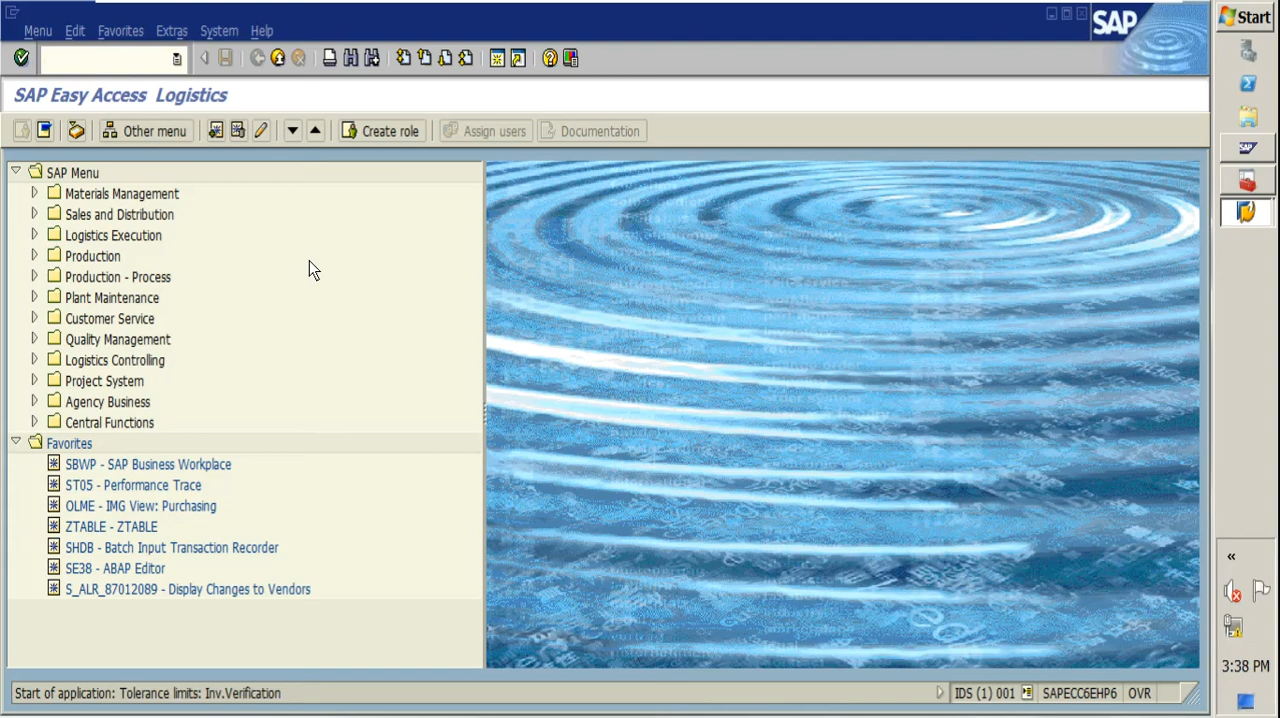 Menu Edit Favorites Extras System Help
SAP
Start
SAP Easy Access Logistics
Other menu
Create role
Assign users
Documentation
SAP Menu
Materials Management
Sales and Distribution
Logistics Execution
Production
Production - Process
Plant Maintenance
Customer Service
Quality Management
Logistics Controlling
Project System
Agency Business
Central Functions
Favorites
SBWP - SAP Business Workplace
ST05 - Performance Trace
OLME - IMG View: Purchasing
ZTABLE - ZTABLE
SHDB - Batch Input Transaction Recorder
SE38 - ABAP Editor
S_ALR_87012089 - Display Changes to Vendors
Start of application: Tolerance limits: Inv.Verification
IDS (1) 001
SAPECC6EHP6
OVR
3:38 PM